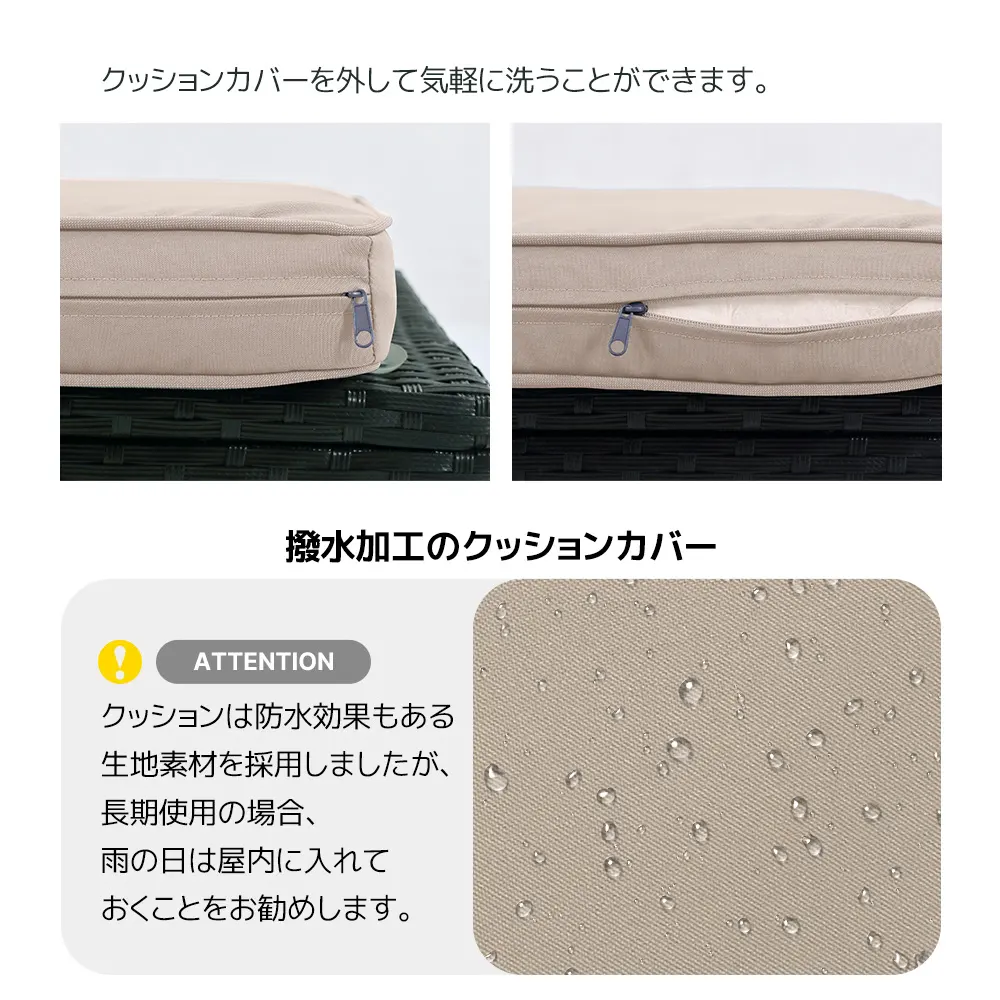 クッションカバーを外して気軽に洗うことができます。
撥水加工のクッションカバー
ATTENTION
クッションは防水効果もある
生地素材を採用しましたが、
長期使用の場合、
雨の日は屋内に入れて
おくことをお勧めします。